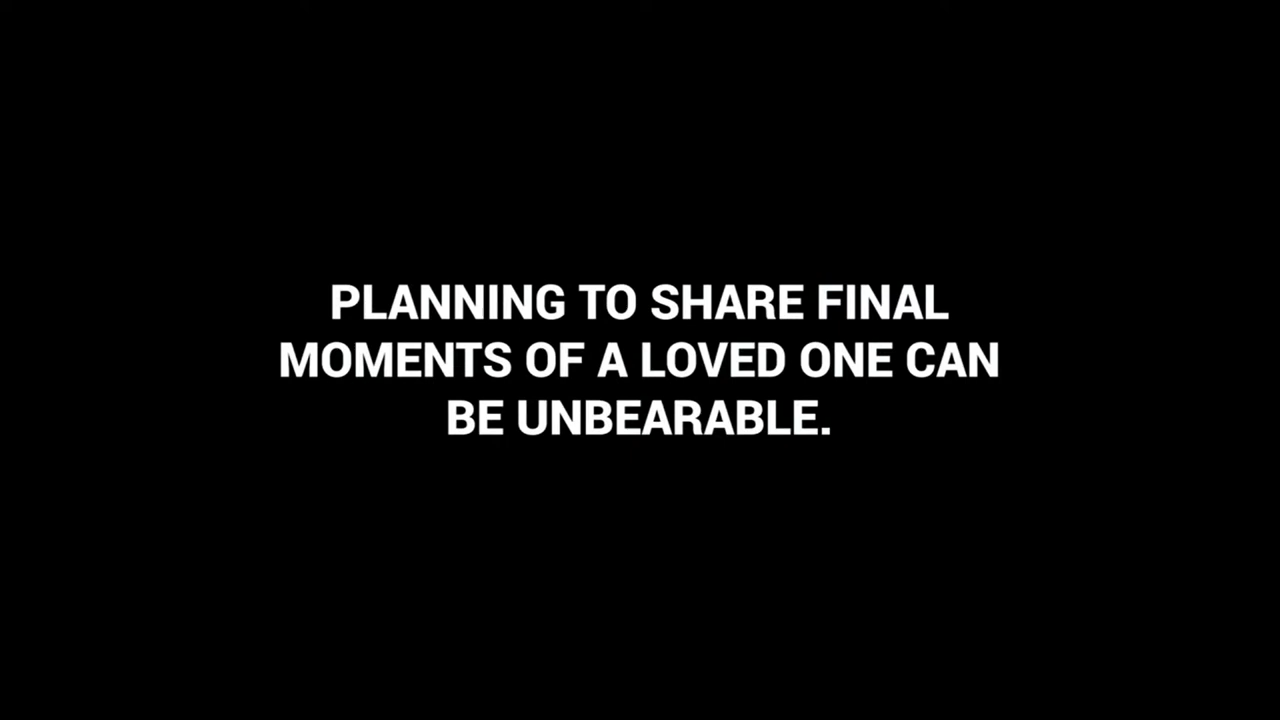 PLANNING TO SHARE FINAL
MOMENTS OF A LOVED ONE CAN
BE UNBEARABLE.